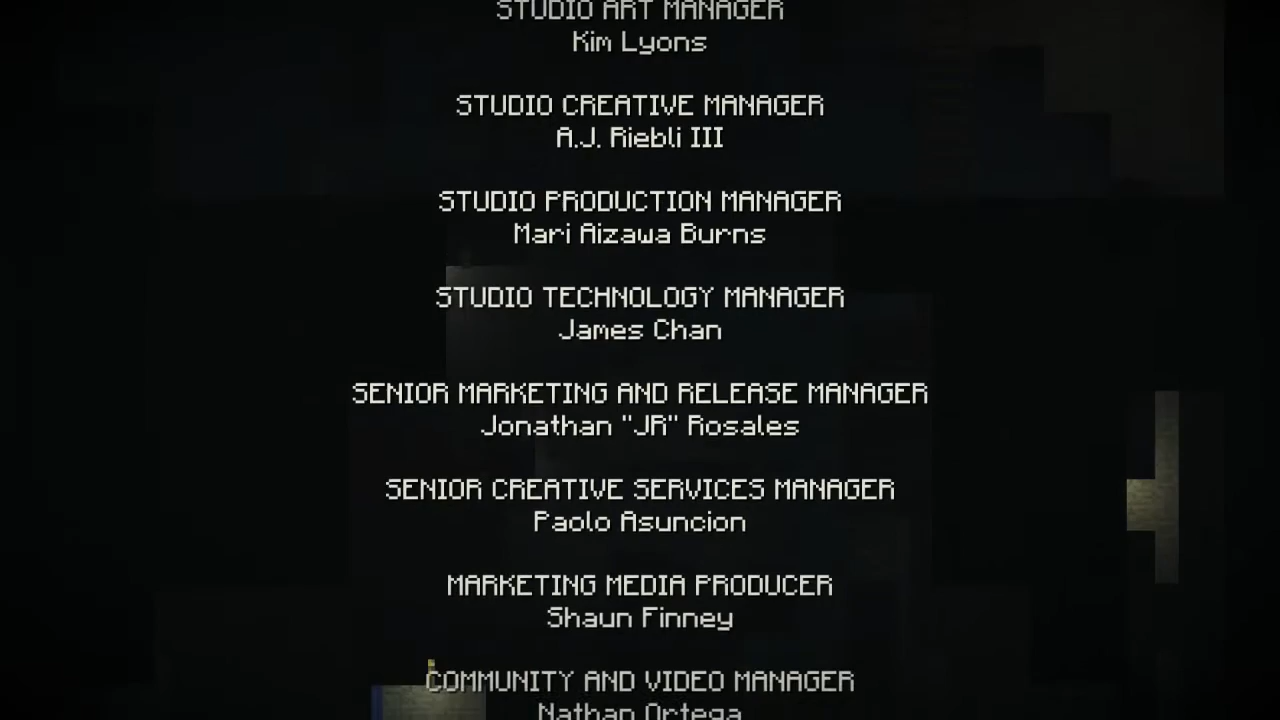 STUDIO ART MANAGER
Kim Lyons
STUDIO CREATIVE MANAGER
A.J. Riebli III
STUDIO PRODUCTION MANAGER
Mari Aizawa Burns
STUDIO TECHNOLOGY MANAGER
James Chan
SENIOR MARKETING AND RELEASE MANAGER
Jonathan "JR" Rosales
SENIOR CREATIVE SERVICES MANAGER
Paolo Asuncion
MARKETING MEDIA PRODUCER
Shaun Finney
COMMUNITY AND VIDEO MANAGER
Nathan Ortega